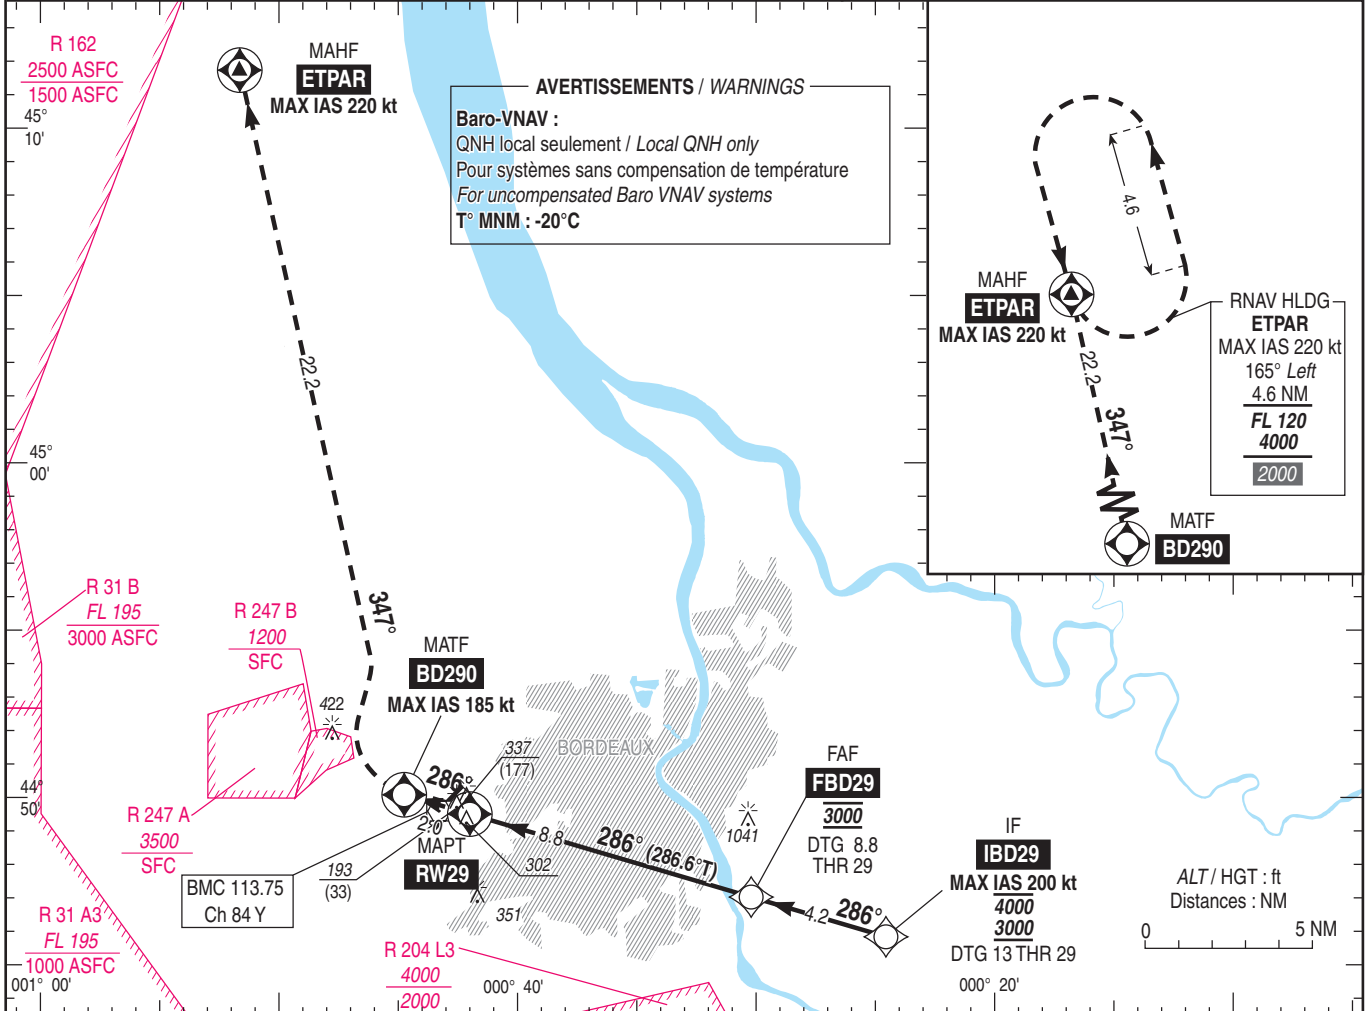 R 162
2500 ASFC
1500 ASFC
45°
10'
MAHF
ETPAR
MAX IAS 220 kt
AVERTISSEMENTS / WARNINGS
Baro-VNAV :
QNH local seulement / Local QNH only
Pour systèmes sans compensation de température
For uncompensated Baro VNAV systems
T° MNM : -20°C
4.6
MAHF
ETPAR
MAX IAS 220 kt
RNAV HLDG
ETPAR
MAX IAS 220 kt
165° Left
4.6 NM
FL 120
4000
2000
22.2
347°
MATF
BD290
22.2
45°
00'
347°
R 31 B
FL 195
3000 ASFC
R 247 B
1200
SFC
422
MATF
BD290
MAX IAS 185 kt
337
(177)
BORDEAUX
286°
44°
50'
R 247 A
3500
SFC
2.0
MAPT
RW29
193
(33)
302
351
BMC 113.75
Ch 84 Y
8.8
286° (286.6°T)
1041
FAF
FBD29
3000
DTG 8.8
THR 29
4.2
286°
IF
IBD29
MAX IAS 200 kt
4000
3000
DTG 13 THR 29
ALT / HGT : ft
Distances : NM
0
5 NM
R 31 A3
FL 195
1000 ASFC
R 204 L3
4000
2000
001° 00'
000° 40'
000° 20'